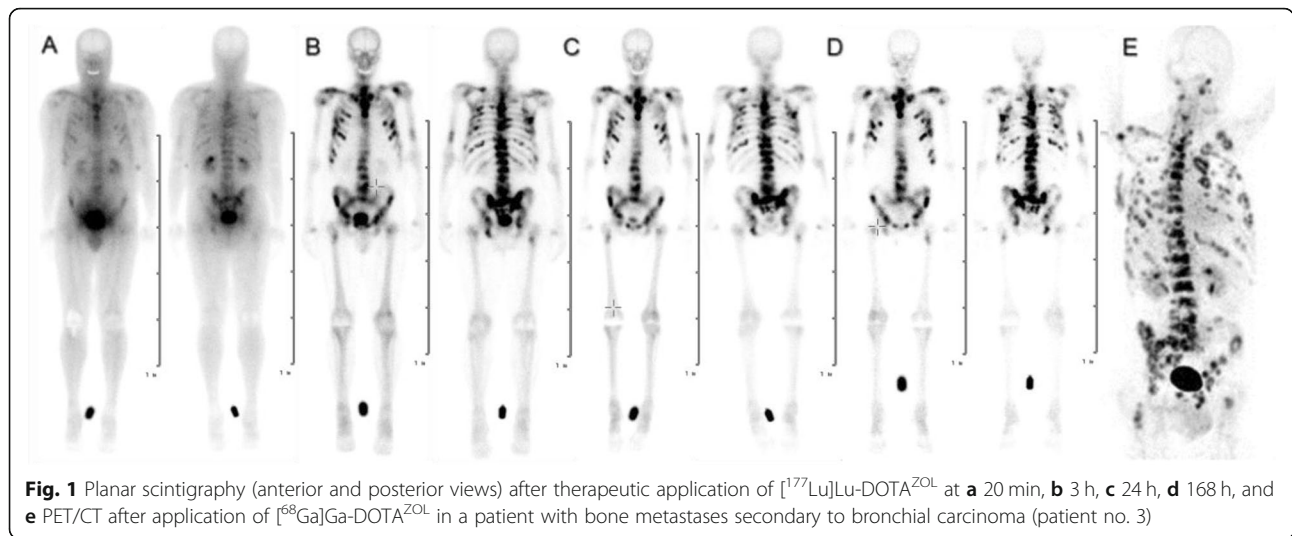 A B C D E
Fig. 1 Planar scintigraphy (anterior and posterior views) after therapeutic application of [177Lu]Lu-DOTAZOL at a 20 min, b 3 h, c 24 h, d 168 h, and
e PET/CT after application of [68Ga]Ga-DOTAZOL in a patient with bone metastases secondary to bronchial carcinoma (patient no. 3)